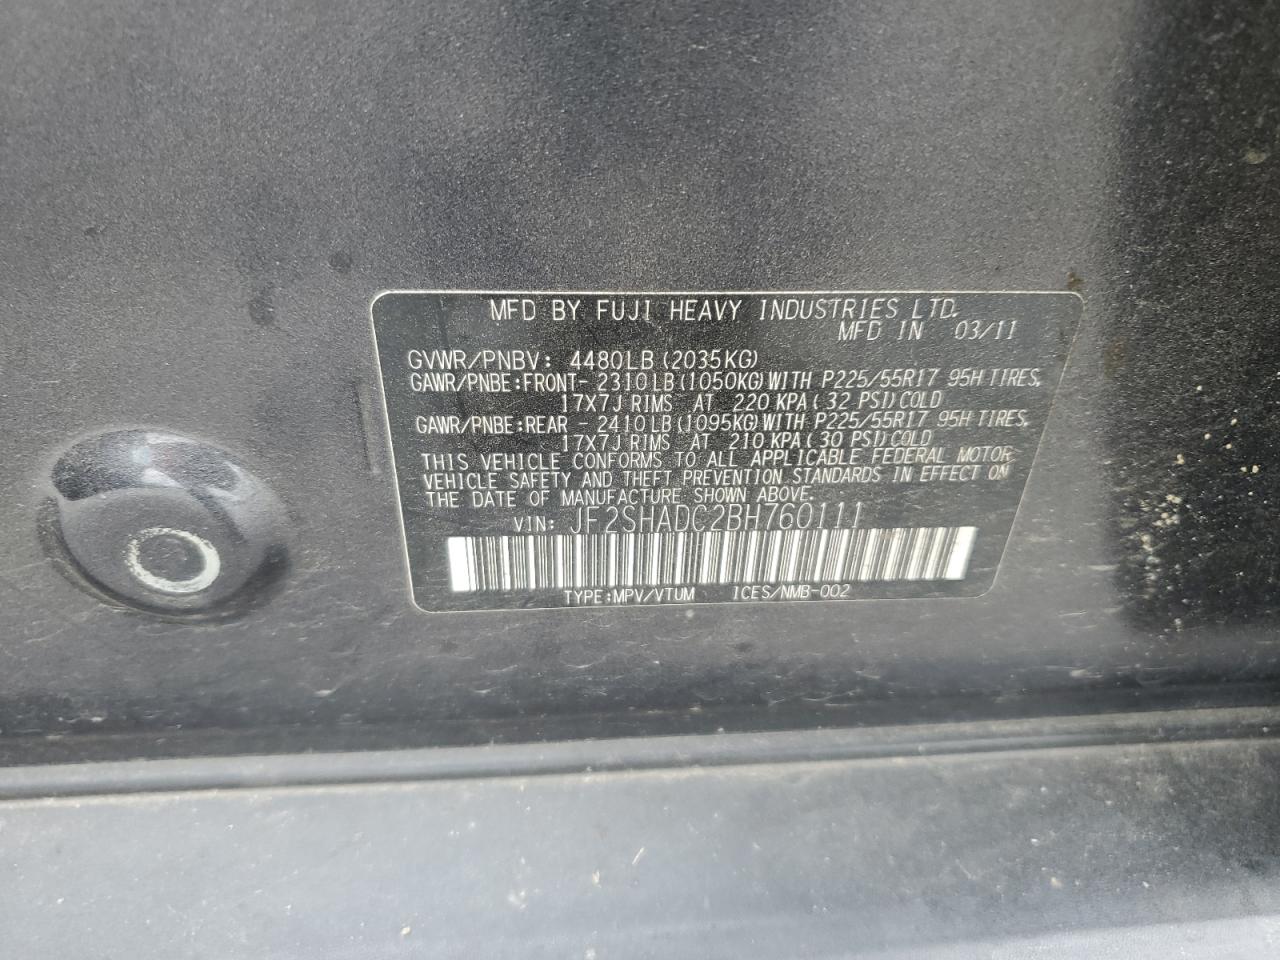 MFD BY FUJI HEAVY INDUSTRIES LTD.
MFD IN 03/11
GVWR/PNBV: 4480LB (2035KG)
GAWR/PNBE:FRONT- 2310LB (1050KG) WITH P225/55R17 95H TIRES,
17X7J RIMS AT 220 KPA ( 32 PSI) COLD
GAWR/PNBE:REAR - 2410LB (1095KG) WITH P225/55R17 95H TIRES,
17X7J RIMS AT 210 KPA ( 30 PSI) COLD
THIS VEHICLE CONFORMS TO ALL APPLICABLE FEDERAL MOTOR
VEHICLE SAFETY AND THEFT PREVENTION STANDARDS IN EFFECT ON
THE DATE OF MANUFACTURE SHOWN ABOVE.
VIN: JF2SHADC2BH760111
TYPE:MPV/VTUM ICES/NMB-002